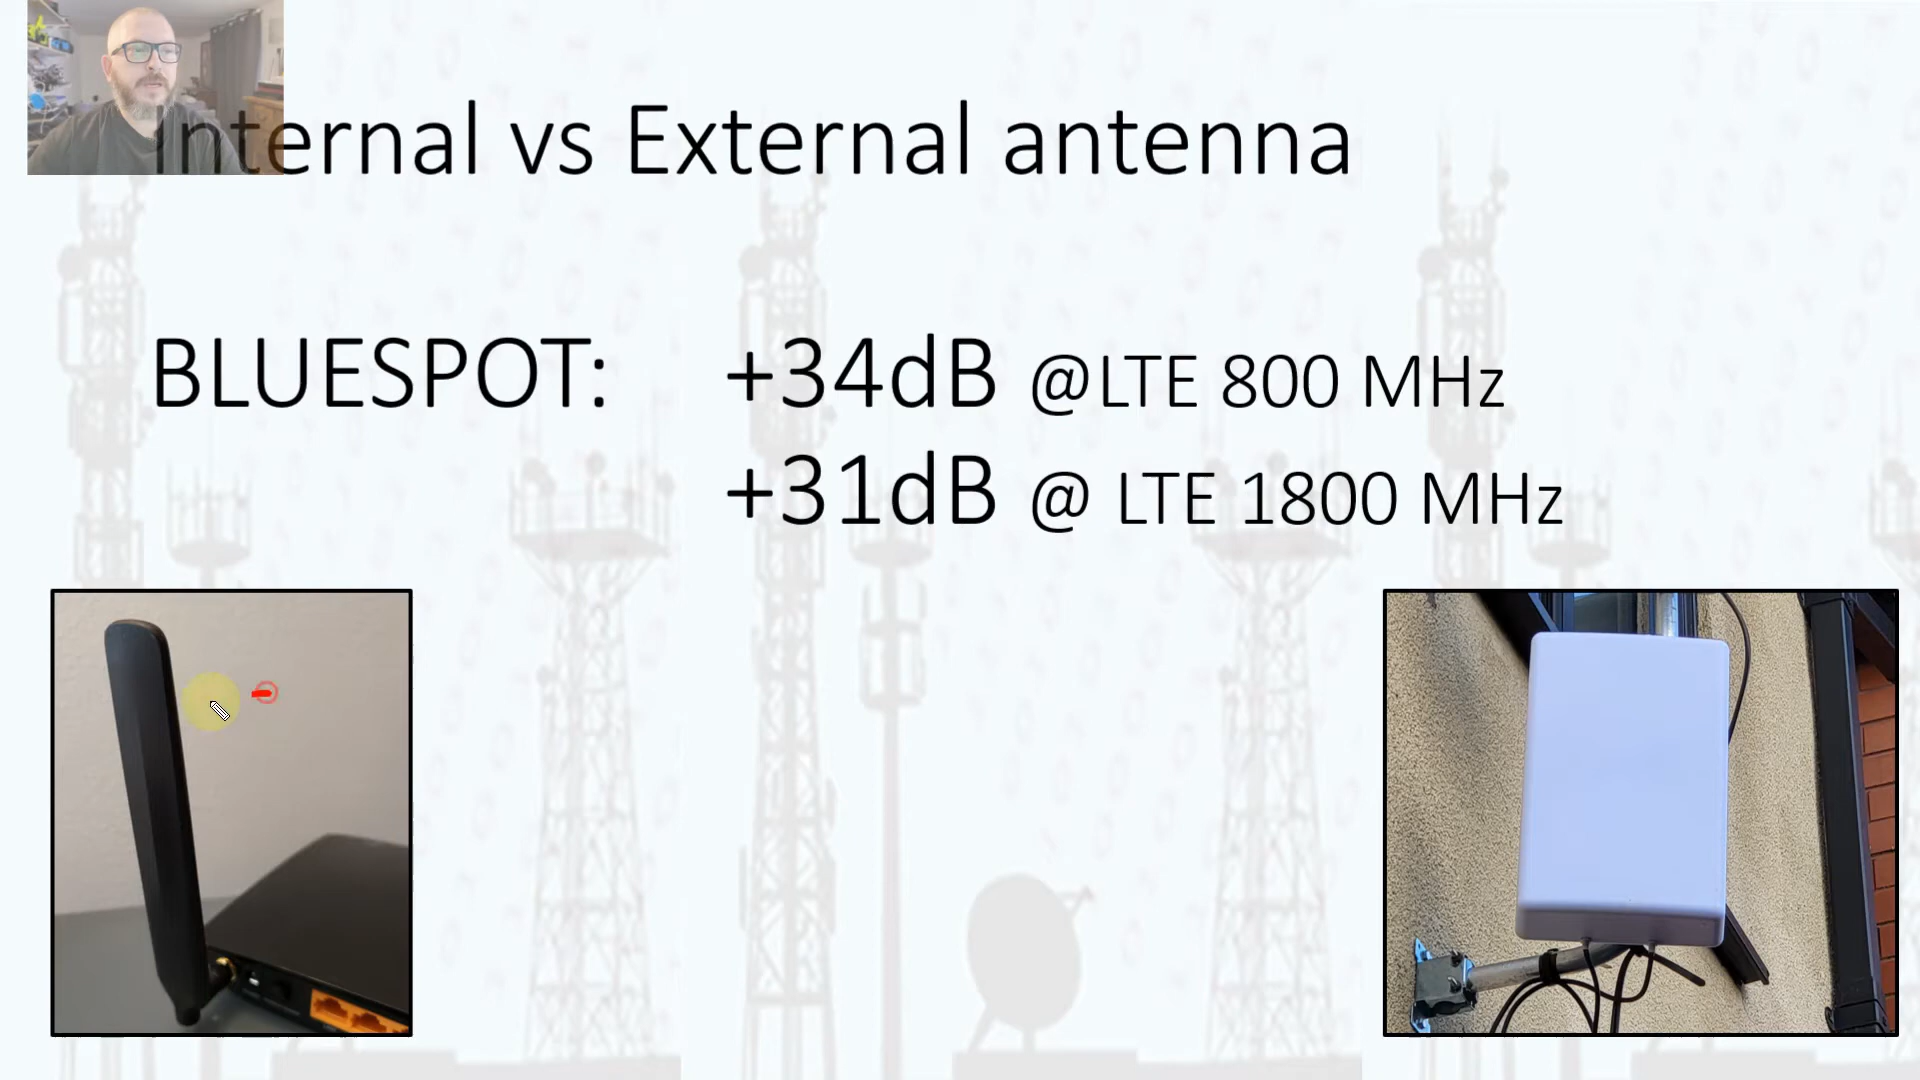 Internal vs External antenna
BLUESPOT: +34dB @LTE 800 MHz
+31dB @ LTE 1800 MHz